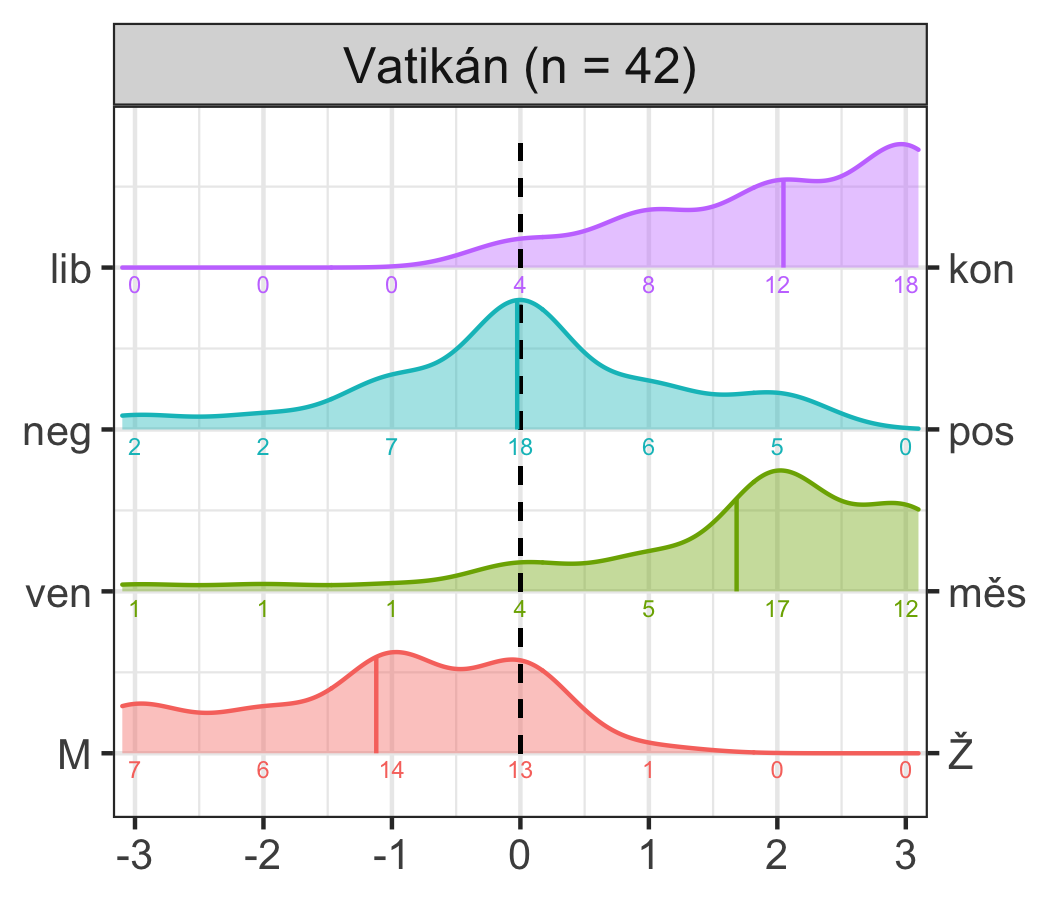 Vatikán (n = 42)
lib kon
0 0 0 4 8 12 18
neg pos
2 2 7 18 6 5 0
ven měs
1 1 1 4 5 17 12
M Ž
7 6 14 13 1 0 0
-3 -2 -1 0 1 2 3